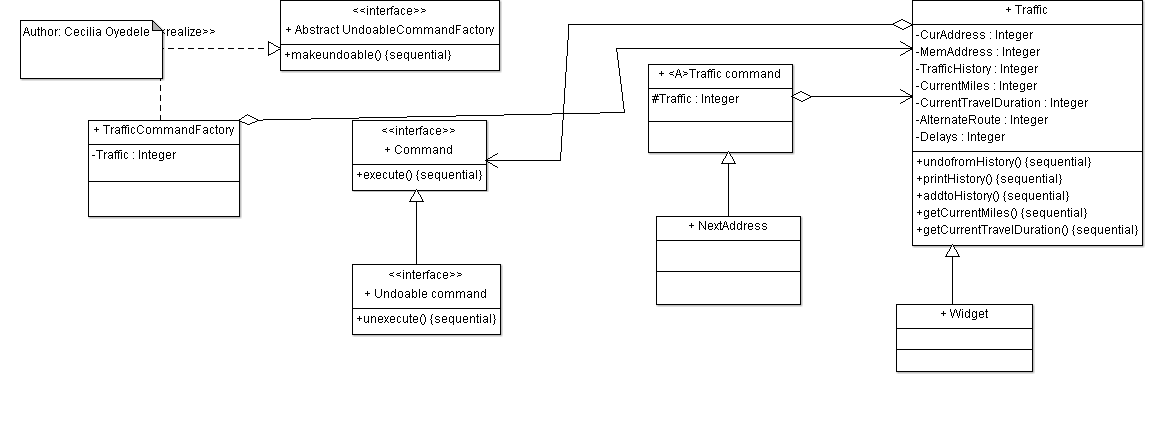 Author: Cecilia Oyedele
<<realize>>
<<interface>>
+ Abstract UndoableCommandFactory
+makeundoable() {sequential}
+ TrafficCommandFactory
-Traffic : Integer
<<interface>>
+ Command
+execute() {sequential}
<<interface>>
+ Undoable command
+unexecute() {sequential}
+ <A>Traffic command
#Traffic : Integer
+ NextAddress
+ Traffic
-CurAddress : Integer
-MemAddress : Integer
-TrafficHistory : Integer
-CurrentMiles : Integer
-CurrentTravelDuration : Integer
-AlternateRoute : Integer
-Delays : Integer
+undofromHistory() {sequential}
+printHistory() {sequential}
+addtoHistory() {sequential}
+getCurrentMiles() {sequential}
+getCurrentTravelDuration() {sequential}
+ Widget